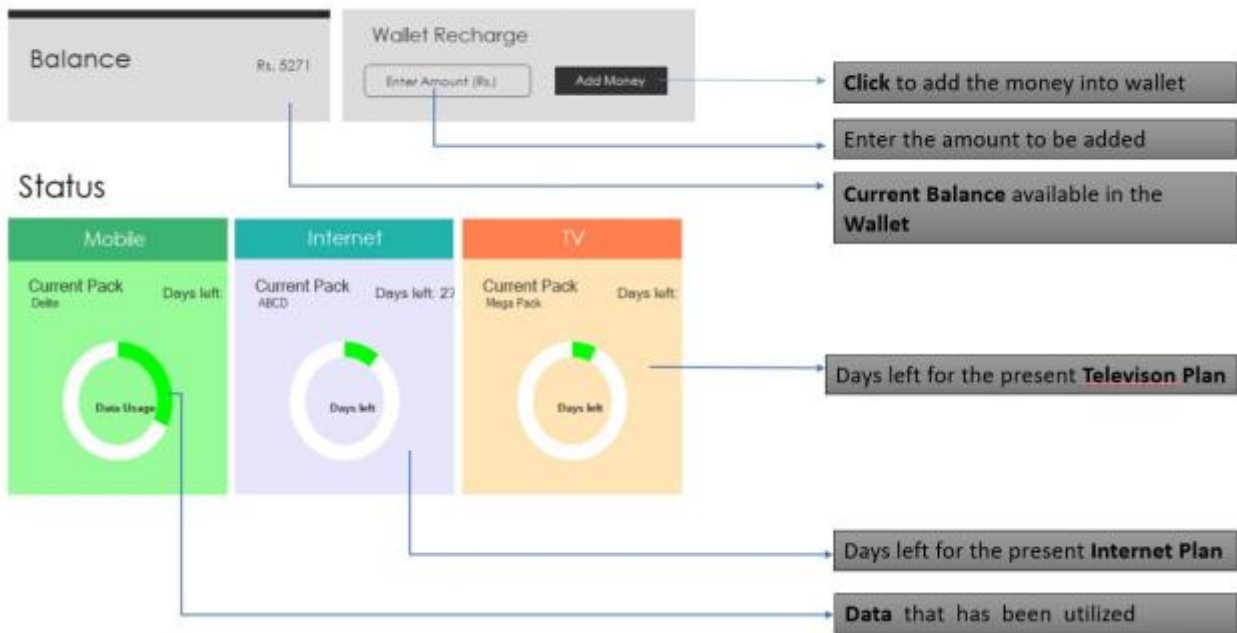 Balance
Rs. 5271
Wallet Recharge
Enter Amount (Rs.)
Add Money
Click to add the money into wallet
Enter the amount to be added
Current Balance available in the
Wallet
Status
Mobile
Current Pack
Delite
Days left:
Data Usage
Internet
Current Pack
ABCD
Days left: 27
Days left
TV
Current Pack
Mega Pack
Days left:
Days left
Days left for the present Televison Plan
Days left for the present Internet Plan
Data that has been utilized